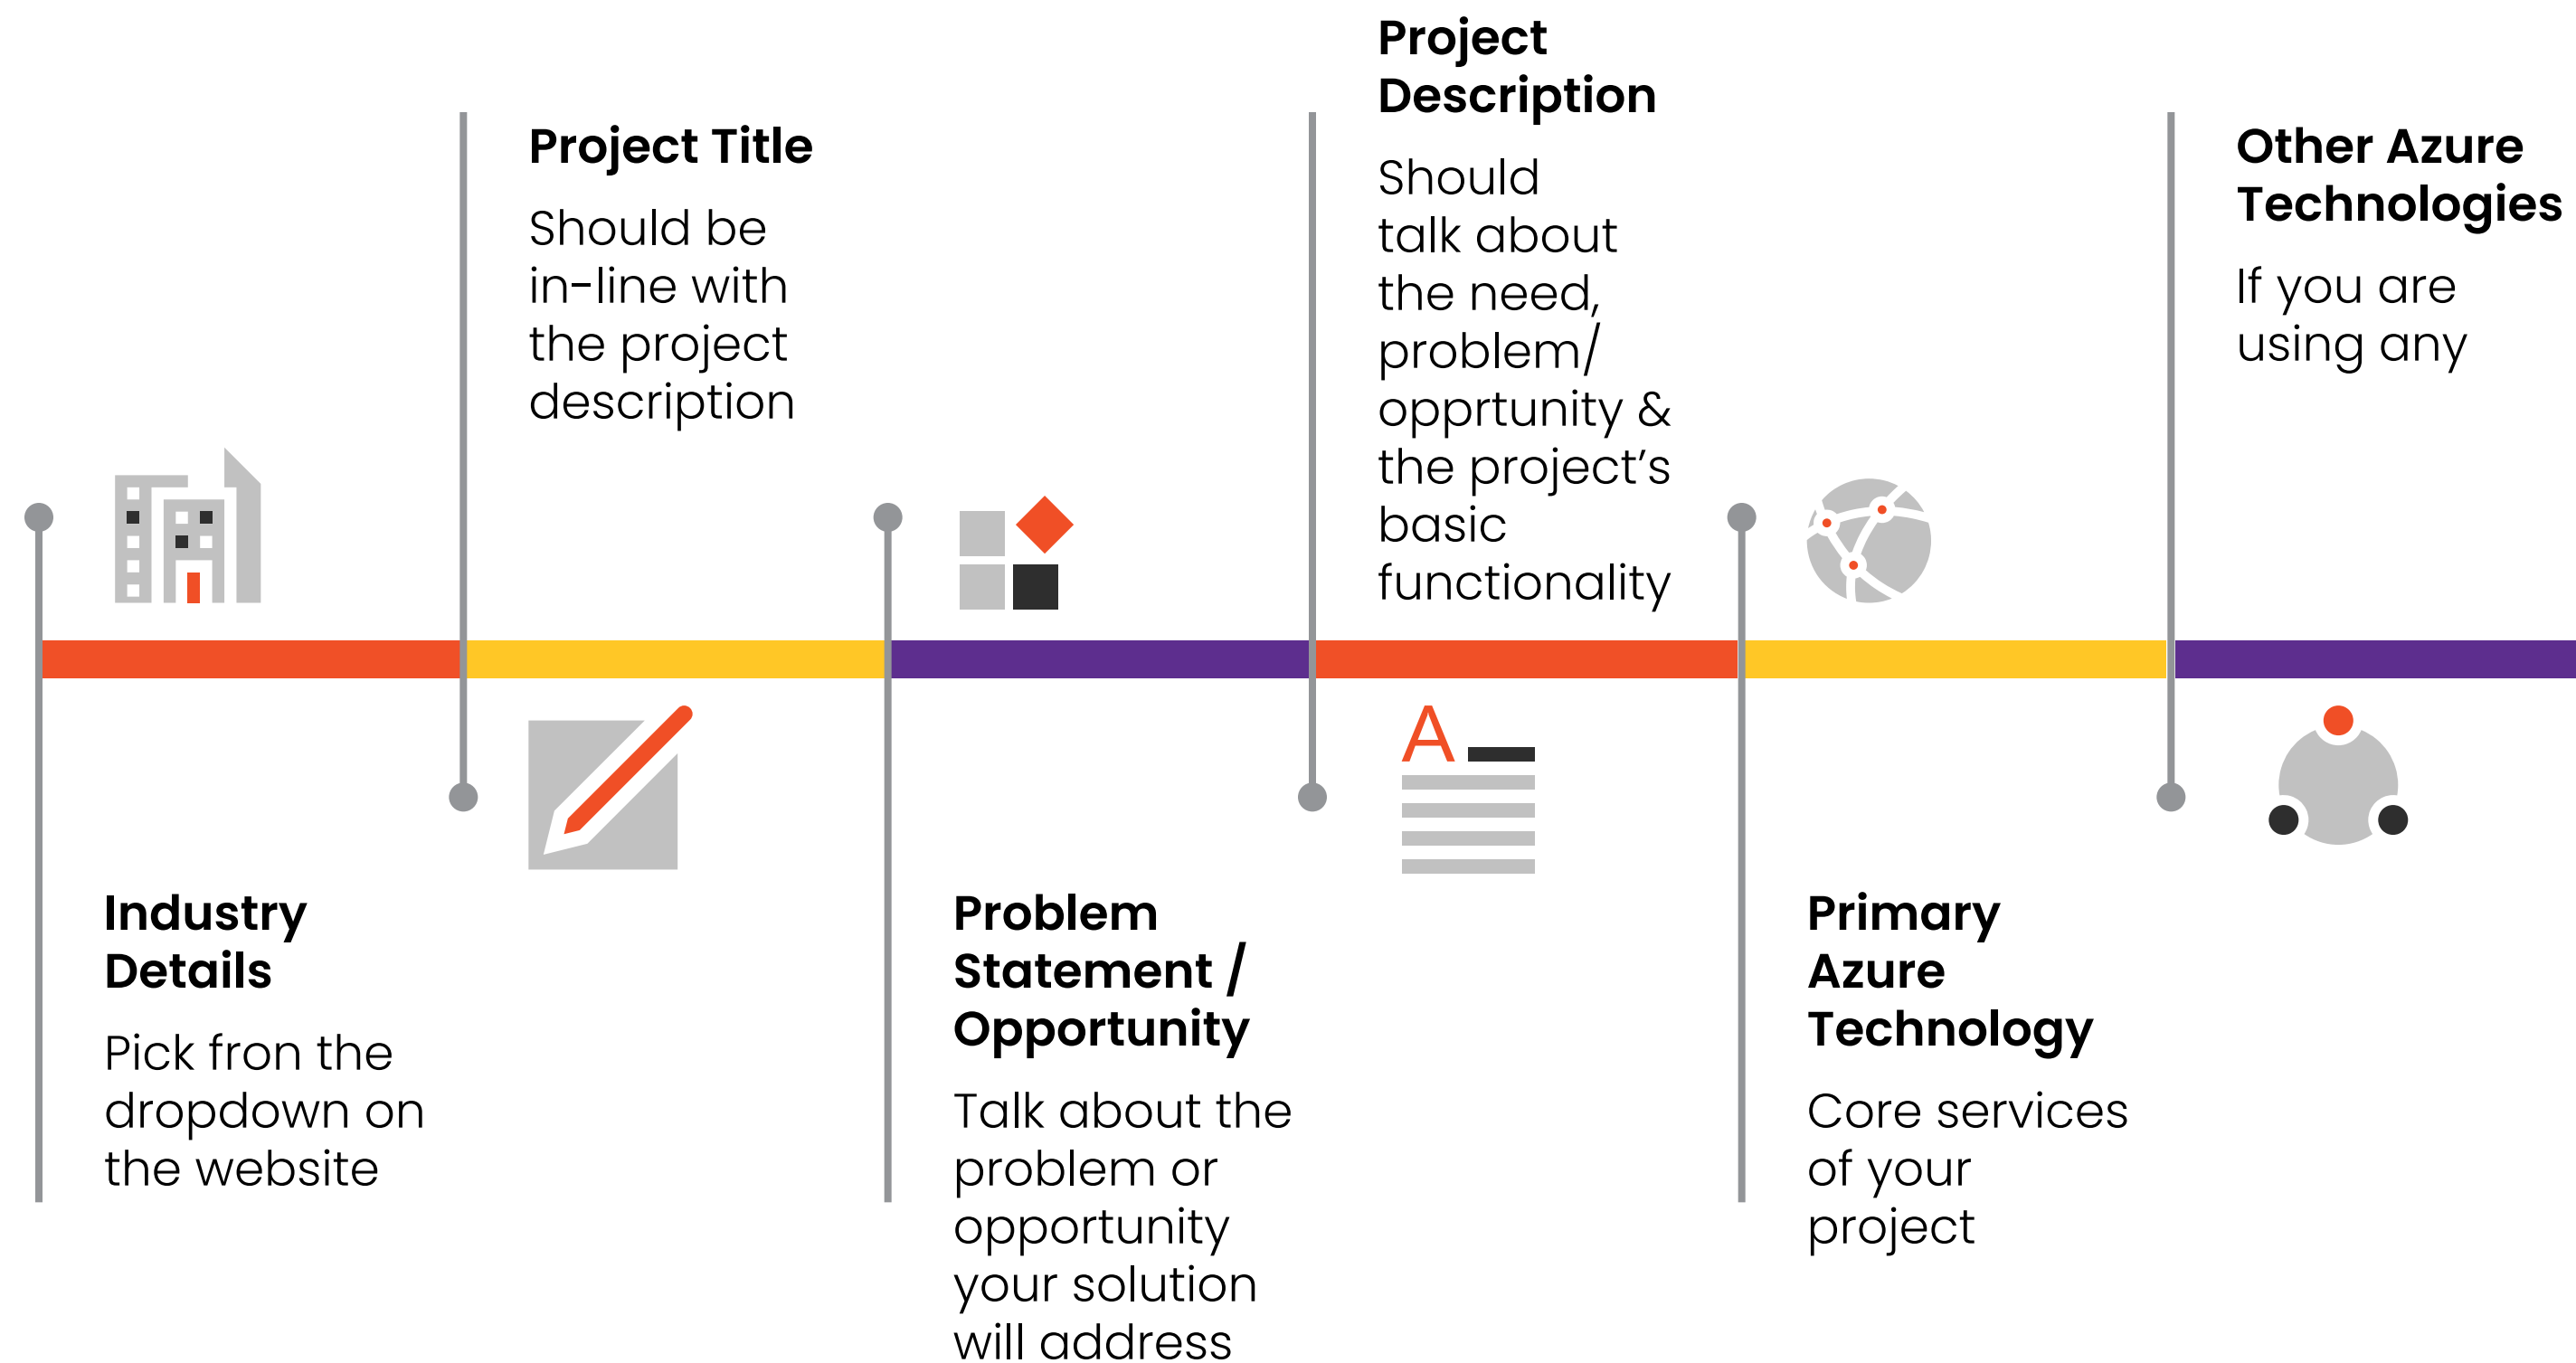 Industry
Details
Pick fron the
dropdown on
the website
Project Title
Should be
in-line with
the project
description
Problem
Statement /
Opportunity
Talk about the
problem or
opportunity
your solution
will address
Project
Description
Should
talk about
the need,
problem/
opprtunity &
the project’s
basic
functionality
A
Primary
Azure
Technology
Core services
of your
project
Other Azure
Technologies
If you are
using any